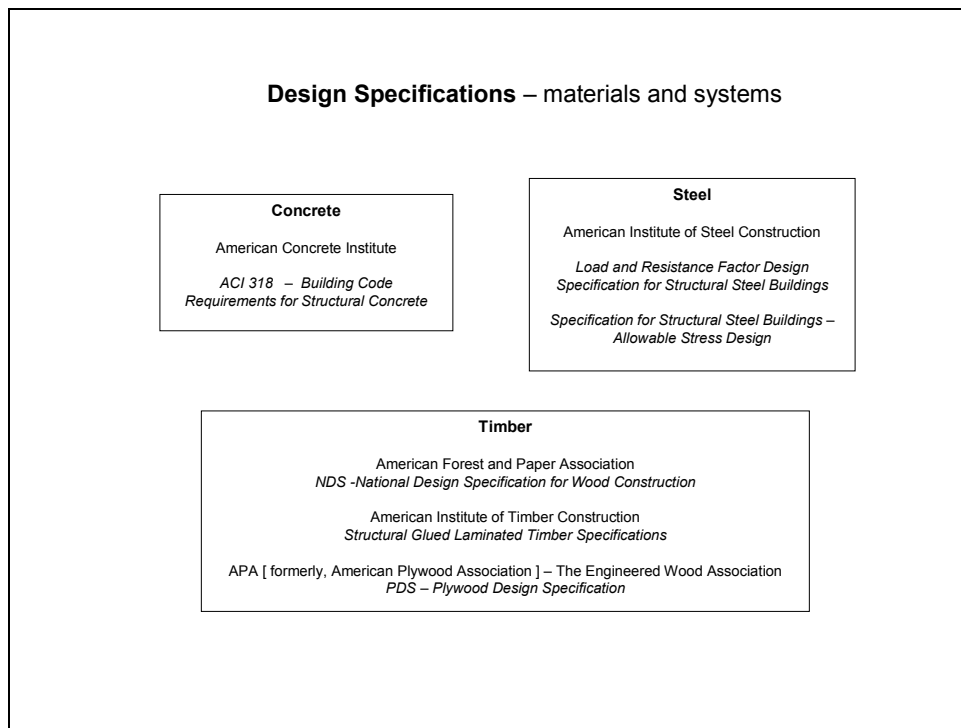 Design Specifications – materials and systems
Concrete
American Concrete Institute
ACI 318 – Building Code
Requirements for Structural Concrete
Steel
American Institute of Steel Construction
Load and Resistance Factor Design
Specification for Structural Steel Buildings
Specification for Structural Steel Buildings –
Allowable Stress Design
Timber
American Forest and Paper Association
NDS -National Design Specification for Wood Construction
American Institute of Timber Construction
Structural Glued Laminated Timber Specifications
APA [ formerly, American Plywood Association ] – The Engineered Wood Association
PDS – Plywood Design Specification